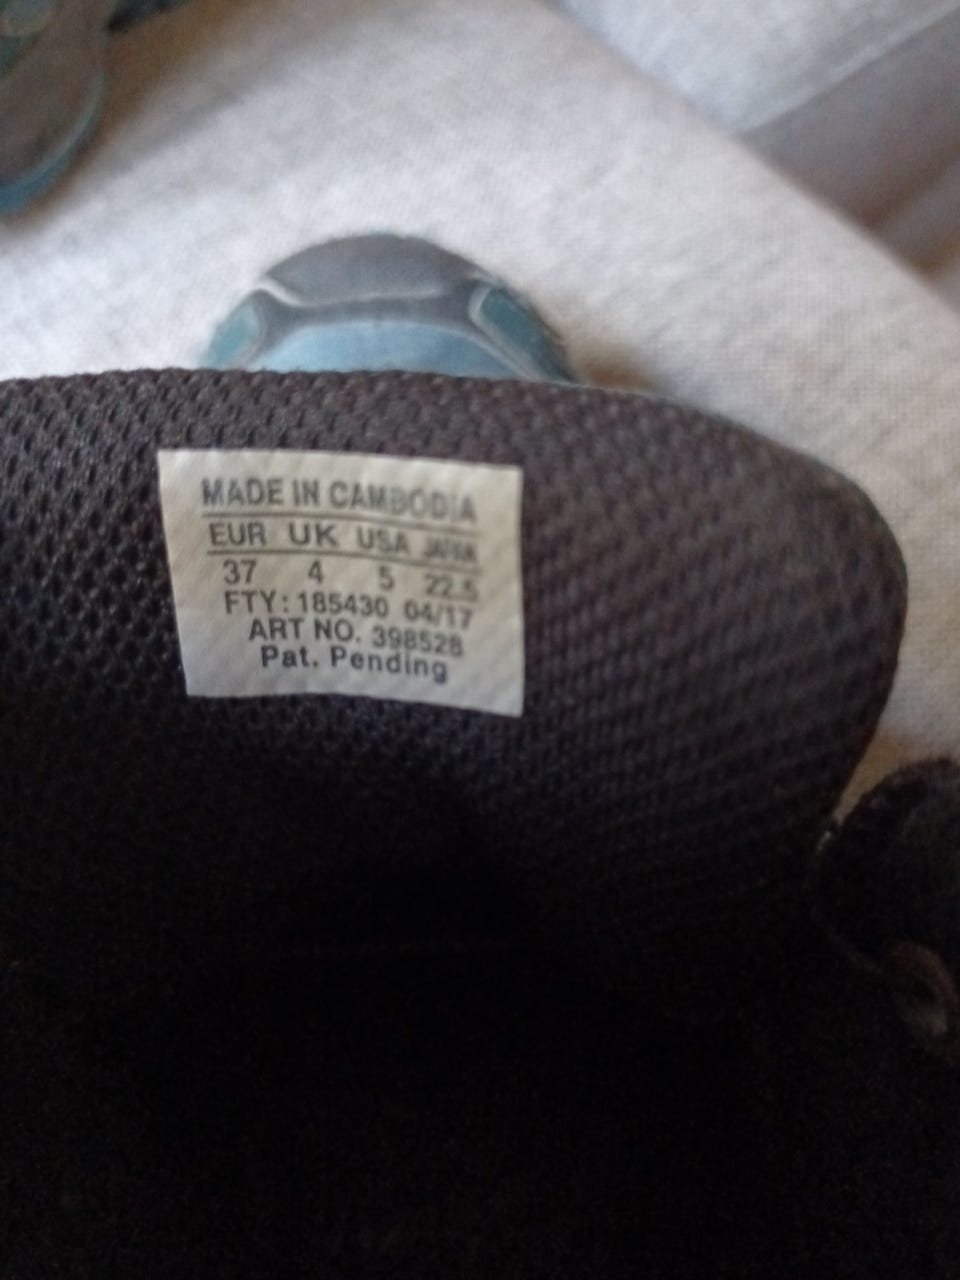 MADE IN CAMBODIA
EUR UK USA JAPAN
37 4 5 22.5
FTY: 185430 04/17
ART NO. 398528
Pat. Pending